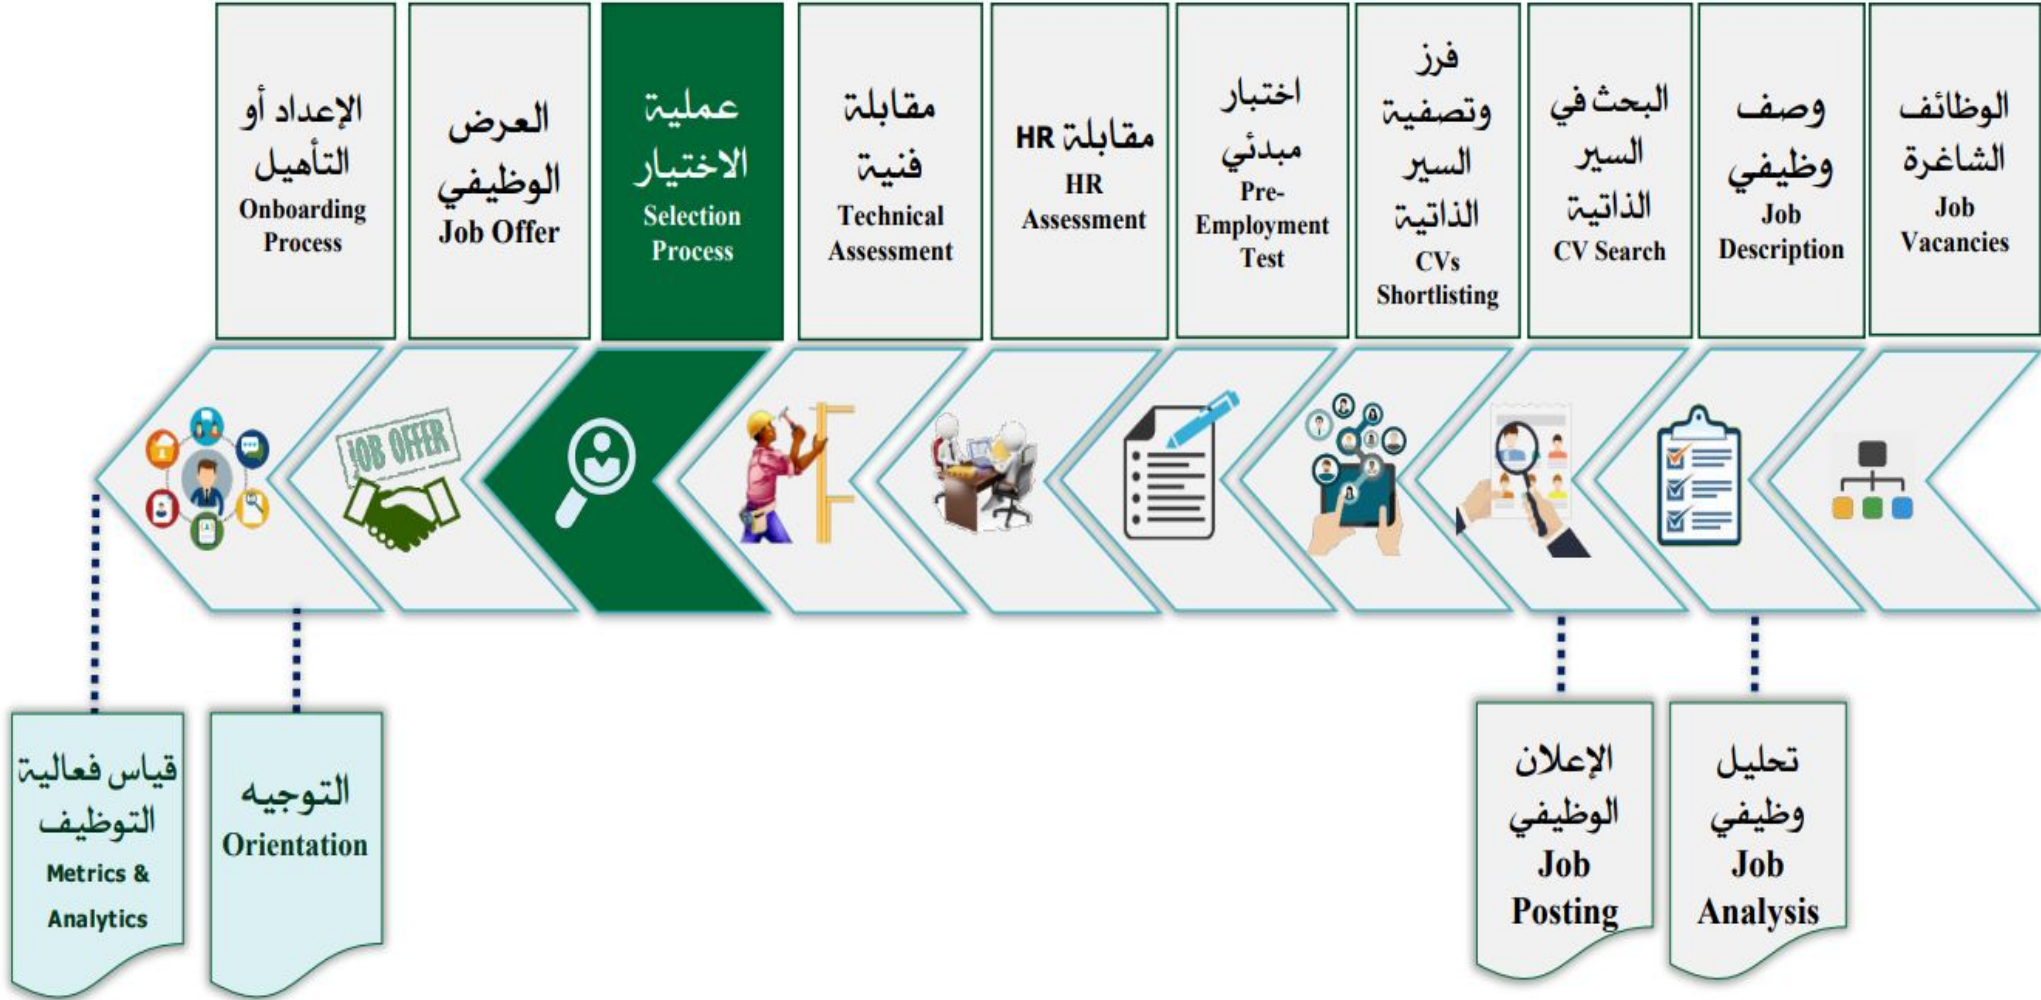 الوظائف
الشاغرة
Job
Vacancies
وصف
وظيفي
Job
Description
البحث في
السير
الذاتية
CV Search
فرز
وتصفية
السير
الذاتية
CVs
Shortlisting
اختبار
مبدئي
Pre-
Employment
Test
مقابلة HR
HR
Assessment
مقابلة
فنية
Technical
Assessment
عملية
الاختيار
Selection
Process
العرض
الوظيفي
Job Offer
الإعداد أو
التأهيل
Onboarding
Process
JOB OFFER
تحليل
وظيفي
Job
Analysis
الإعلان
الوظيفي
Job
Posting
التوجيه
Orientation
قياس فعالية
التوظيف
Metrics &
Analytics